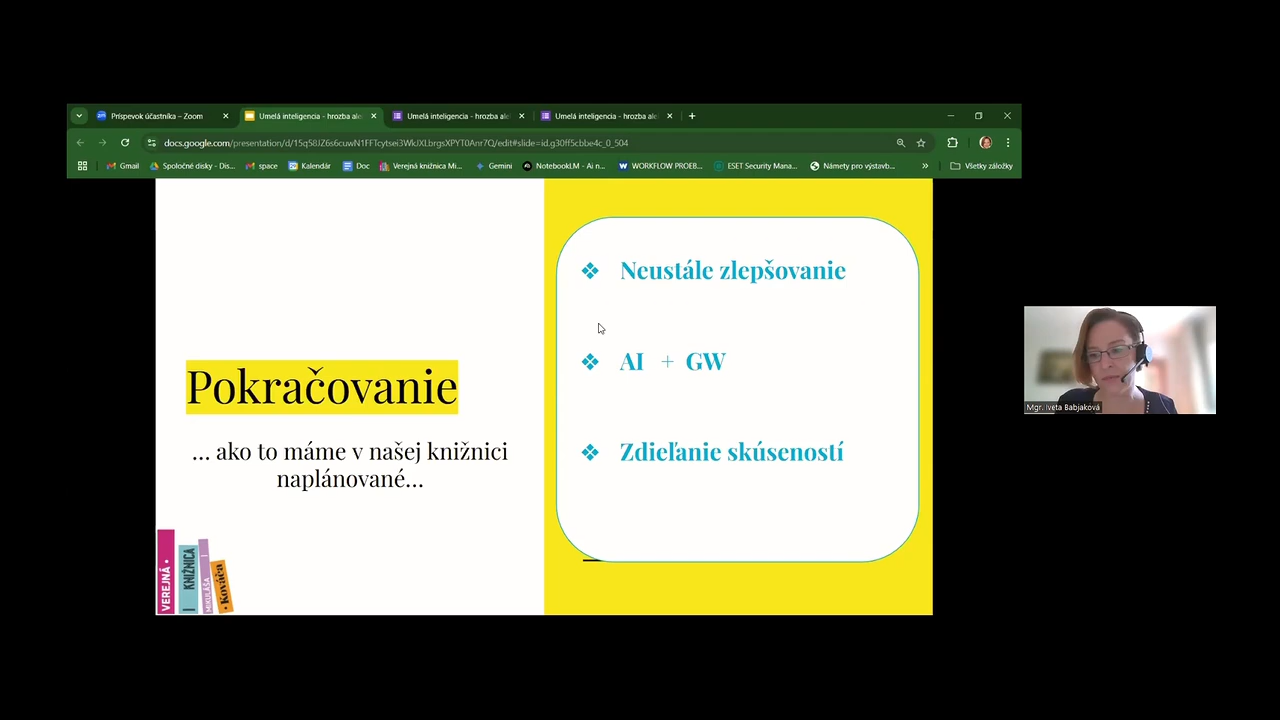 Príspevok účastníka – Zoom
Umelá inteligencia - hrozba ale
Umelá inteligencia - hrozba ale
Umelá inteligencia - hrozba ale
docs.google.com/presentation/d/15q58JZ6s6cuwN1FFTcytsei3WkJXLbrgsXPYT0Anr7Q/edit#slide=id.g30ff5cbbe4c_0_504
Gmail
Spoločné disky - Dis...
space
Kalendár
Doc
Verejná knižnica Mi...
Gemini
NotebookLM - Ai n...
WORKFLOW PROEB...
ESET Security Mana...
Námety pro výstavb...
»
Všetky záložky
Pokračovanie
... ako to máme v našej knižnici
naplánované...
❖ Neustále zlepšovanie
❖ AI + GW
❖ Zdieľanie skúseností
VEREJNÁ •
KNIŽNICA
MIKULÁŠA
• Kováča
Mgr. Iveta Babjaková